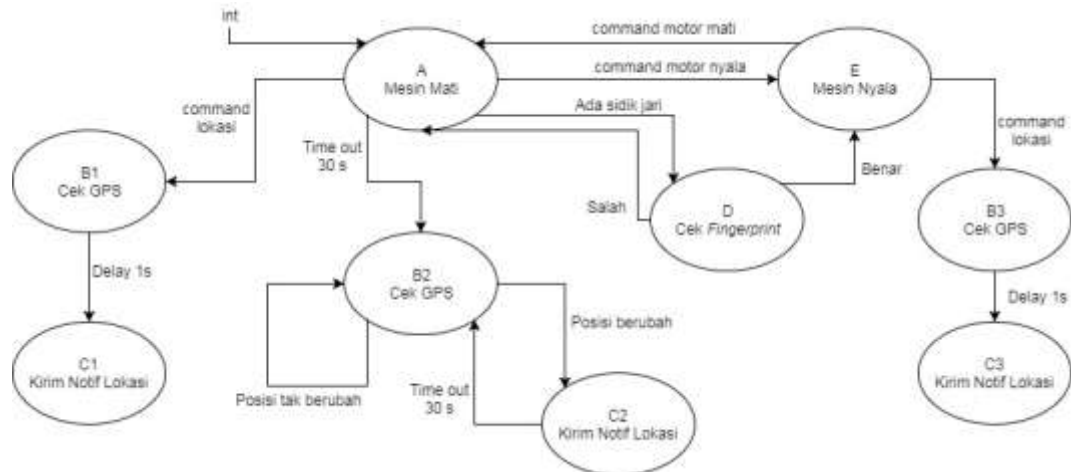 int
command motor mati
A
Mesin Mati
E
Mesin Nyala
command motor nyala
Ada sidik jari
command
lokasi
command
lokasi
Time out
30 s
B1
Cek GPS
Benar
Salah
D
Cek Fingerprint
B3
Cek GPS
Delay 1s
B2
Cek GPS
Delay 1s
Posisi berubah
C1
Kirim Notif Lokasi
Time out
30 s
C3
Kirim Notif Lokasi
Posisi tak berubah
C2
Kirim Notif Lokasi